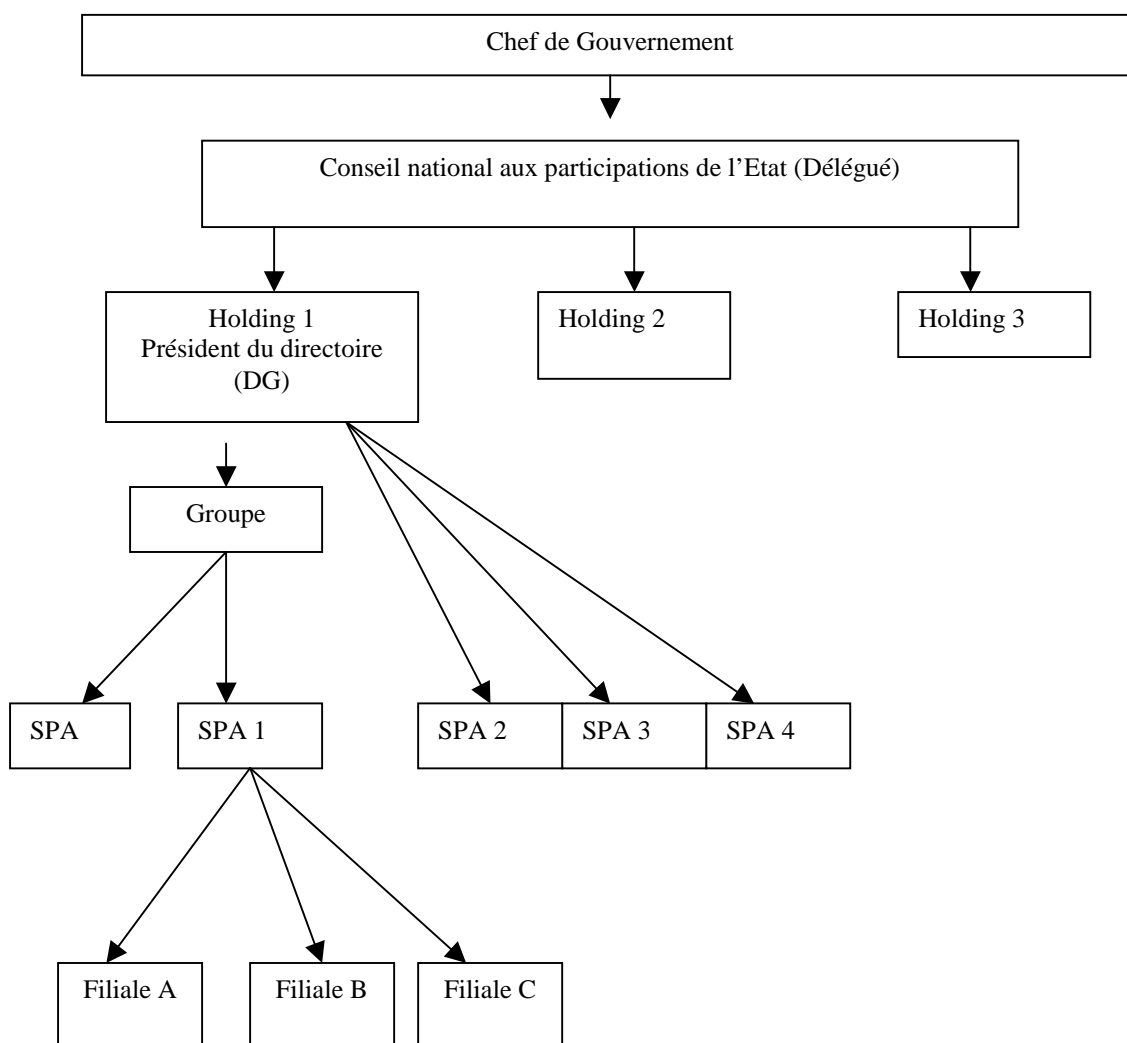 Chef de Gouvernement
Conseil national aux participations de l’Etat (Délégué)
Holding 1
Président du directoire
(DG)
Holding 2
Holding 3
Groupe
SPA
SPA 1
SPA 2
SPA 3
SPA 4
Filiale A
Filiale B
Filiale C